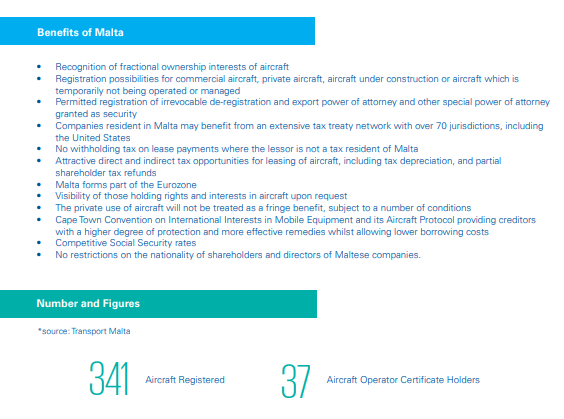 Benefits of Malta
• Recognition of fractional ownership interests of aircraft
• Registration possibilities for commercial aircraft, private aircraft, aircraft under construction or aircraft which is
temporarily not being operated or managed
• Permitted registration of irrevocable de-registration and export power of attorney and other special power of attorney
granted as security
• Companies resident in Malta may benefit from an extensive tax treaty network with over 70 jurisdictions, including
the United States
• No withholding tax on lease payments where the lessor is not a tax resident of Malta
• Attractive direct and indirect tax opportunities for leasing of aircraft, including tax depreciation, and partial
shareholder tax refunds
• Malta forms part of the Eurozone
• Visibility of those holding rights and interests in aircraft upon request
• The private use of aircraft will not be treated as a fringe benefit, subject to a number of conditions
• Cape Town Convention on International Interests in Mobile Equipment and its Aircraft Protocol providing creditors
with a higher degree of protection and more effective remedies whilst allowing lower borrowing costs
• Competitive Social Security rates
• No restrictions on the nationality of shareholders and directors of Maltese companies.
Number and Figures
*source: Transport Malta
341 Aircraft Registered 37 Aircraft Operator Certificate Holders